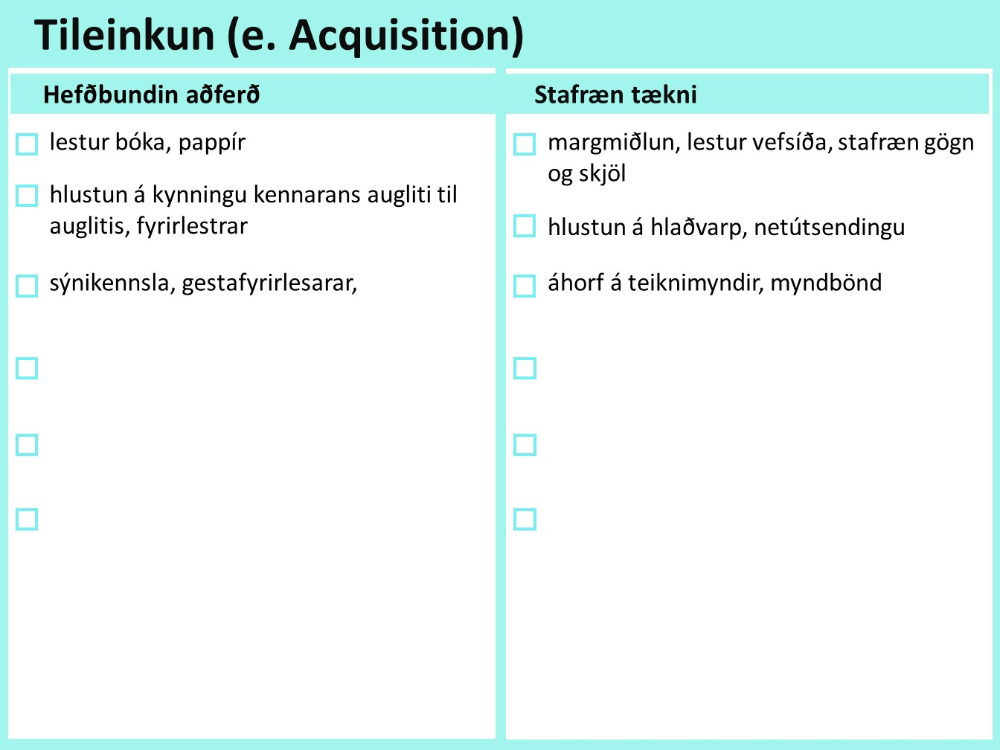 Tileinkun (e. Acquisition)
Hefðbundin aðferð
lestur bóka, pappír
hlustun á kynningu kennarans augliti til
auglitis, fyrirlestrar
sýnikennsla, gestafyrirlesarar,
Stafræn tækni
margmiðlun, lestur vefsíða, stafræn gögn
og skjöl
hlustun á hlaðvarp, netútsendingu
áhorf á teiknimyndir, myndbönd